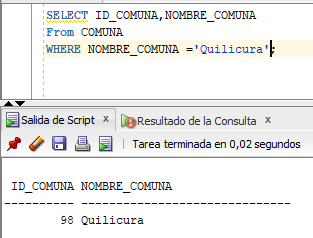 SELECT ID_COMUNA,NOMBRE_COMUNA
From COMUNA
WHERE NOMBRE_COMUNA ='Quilicura';
Salida de Script x Resultado de la Consulta x
Tarea terminada en 0,02 segundos
ID_COMUNA NOMBRE_COMUNA
---------- ------------------------------
98 Quilicura